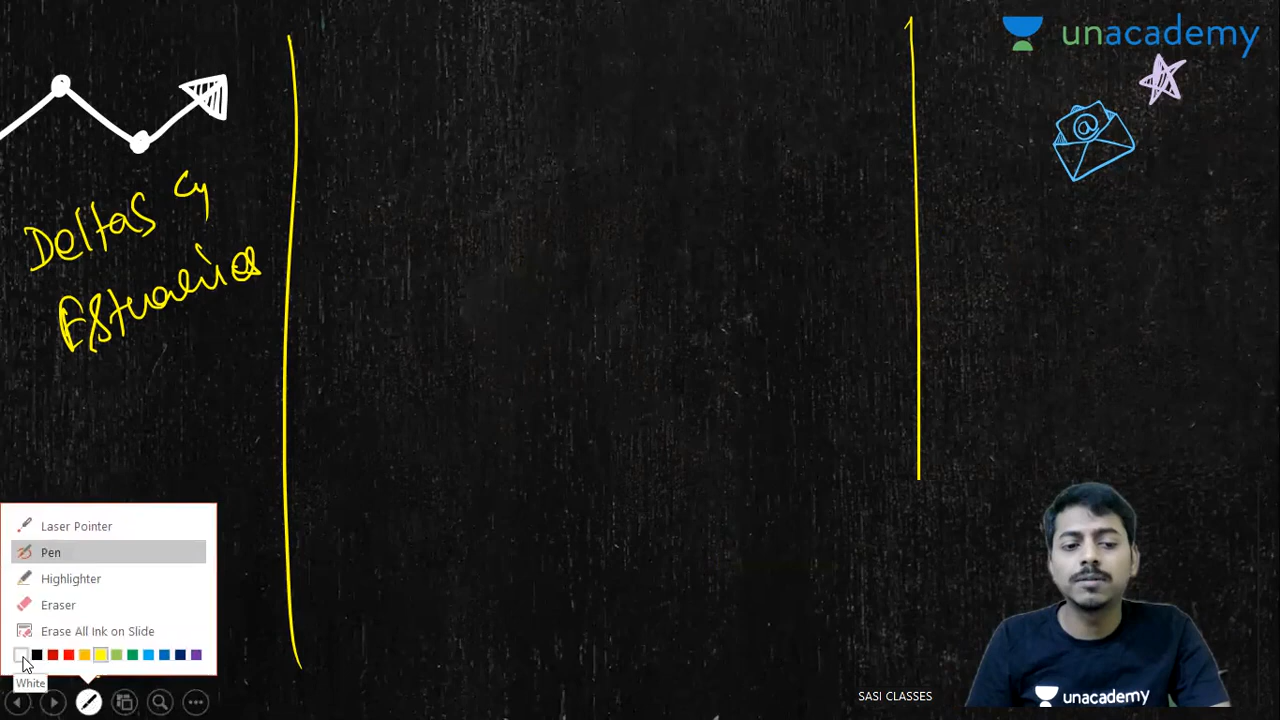 unacademy
@
Deltas &
Estuaries
Laser Pointer
Pen
Highlighter
Eraser
Erase All Ink on Slide
White
SASI CLASSES
unacademy